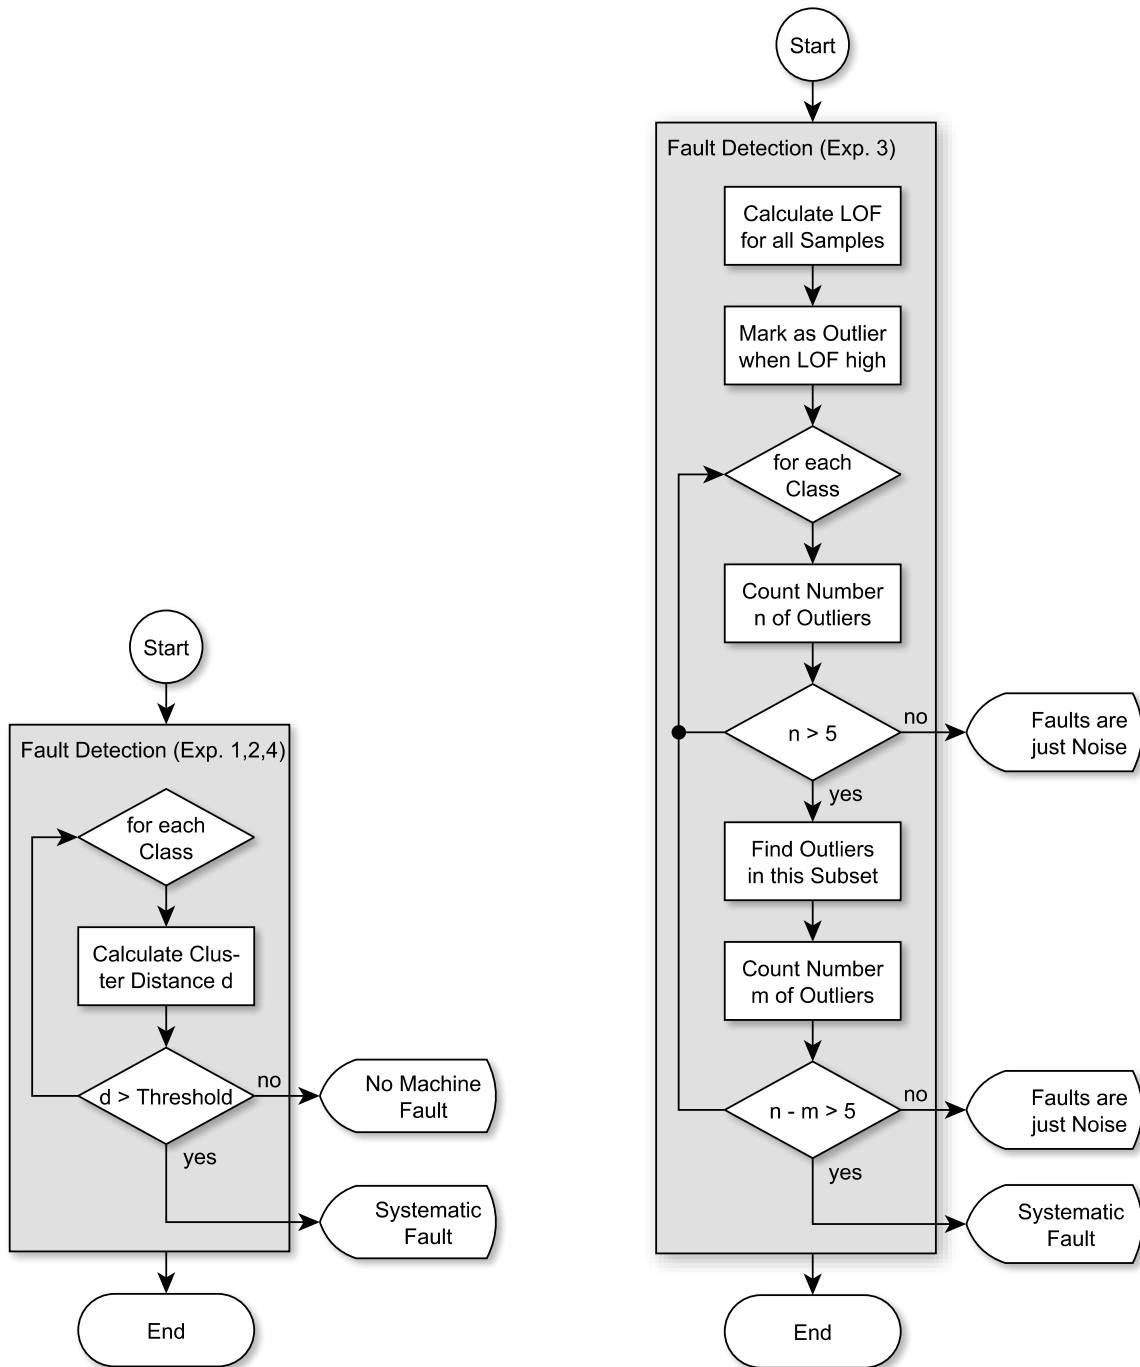 Start
Fault Detection (Exp. 1,2,4)
for each
Class
Calculate Clus-
ter Distance d
d > Threshold
no
No Machine
Fault
yes
Systematic
Fault
End
Start
Fault Detection (Exp. 3)
Calculate LOF
for all Samples
Mark as Outlier
when LOF high
for each
Class
Count Number
n of Outliers
n > 5
no
Faults are
just Noise
yes
Find Outliers
in this Subset
Count Number
m of Outliers
n - m > 5
no
Faults are
just Noise
yes
Systematic
Fault
End